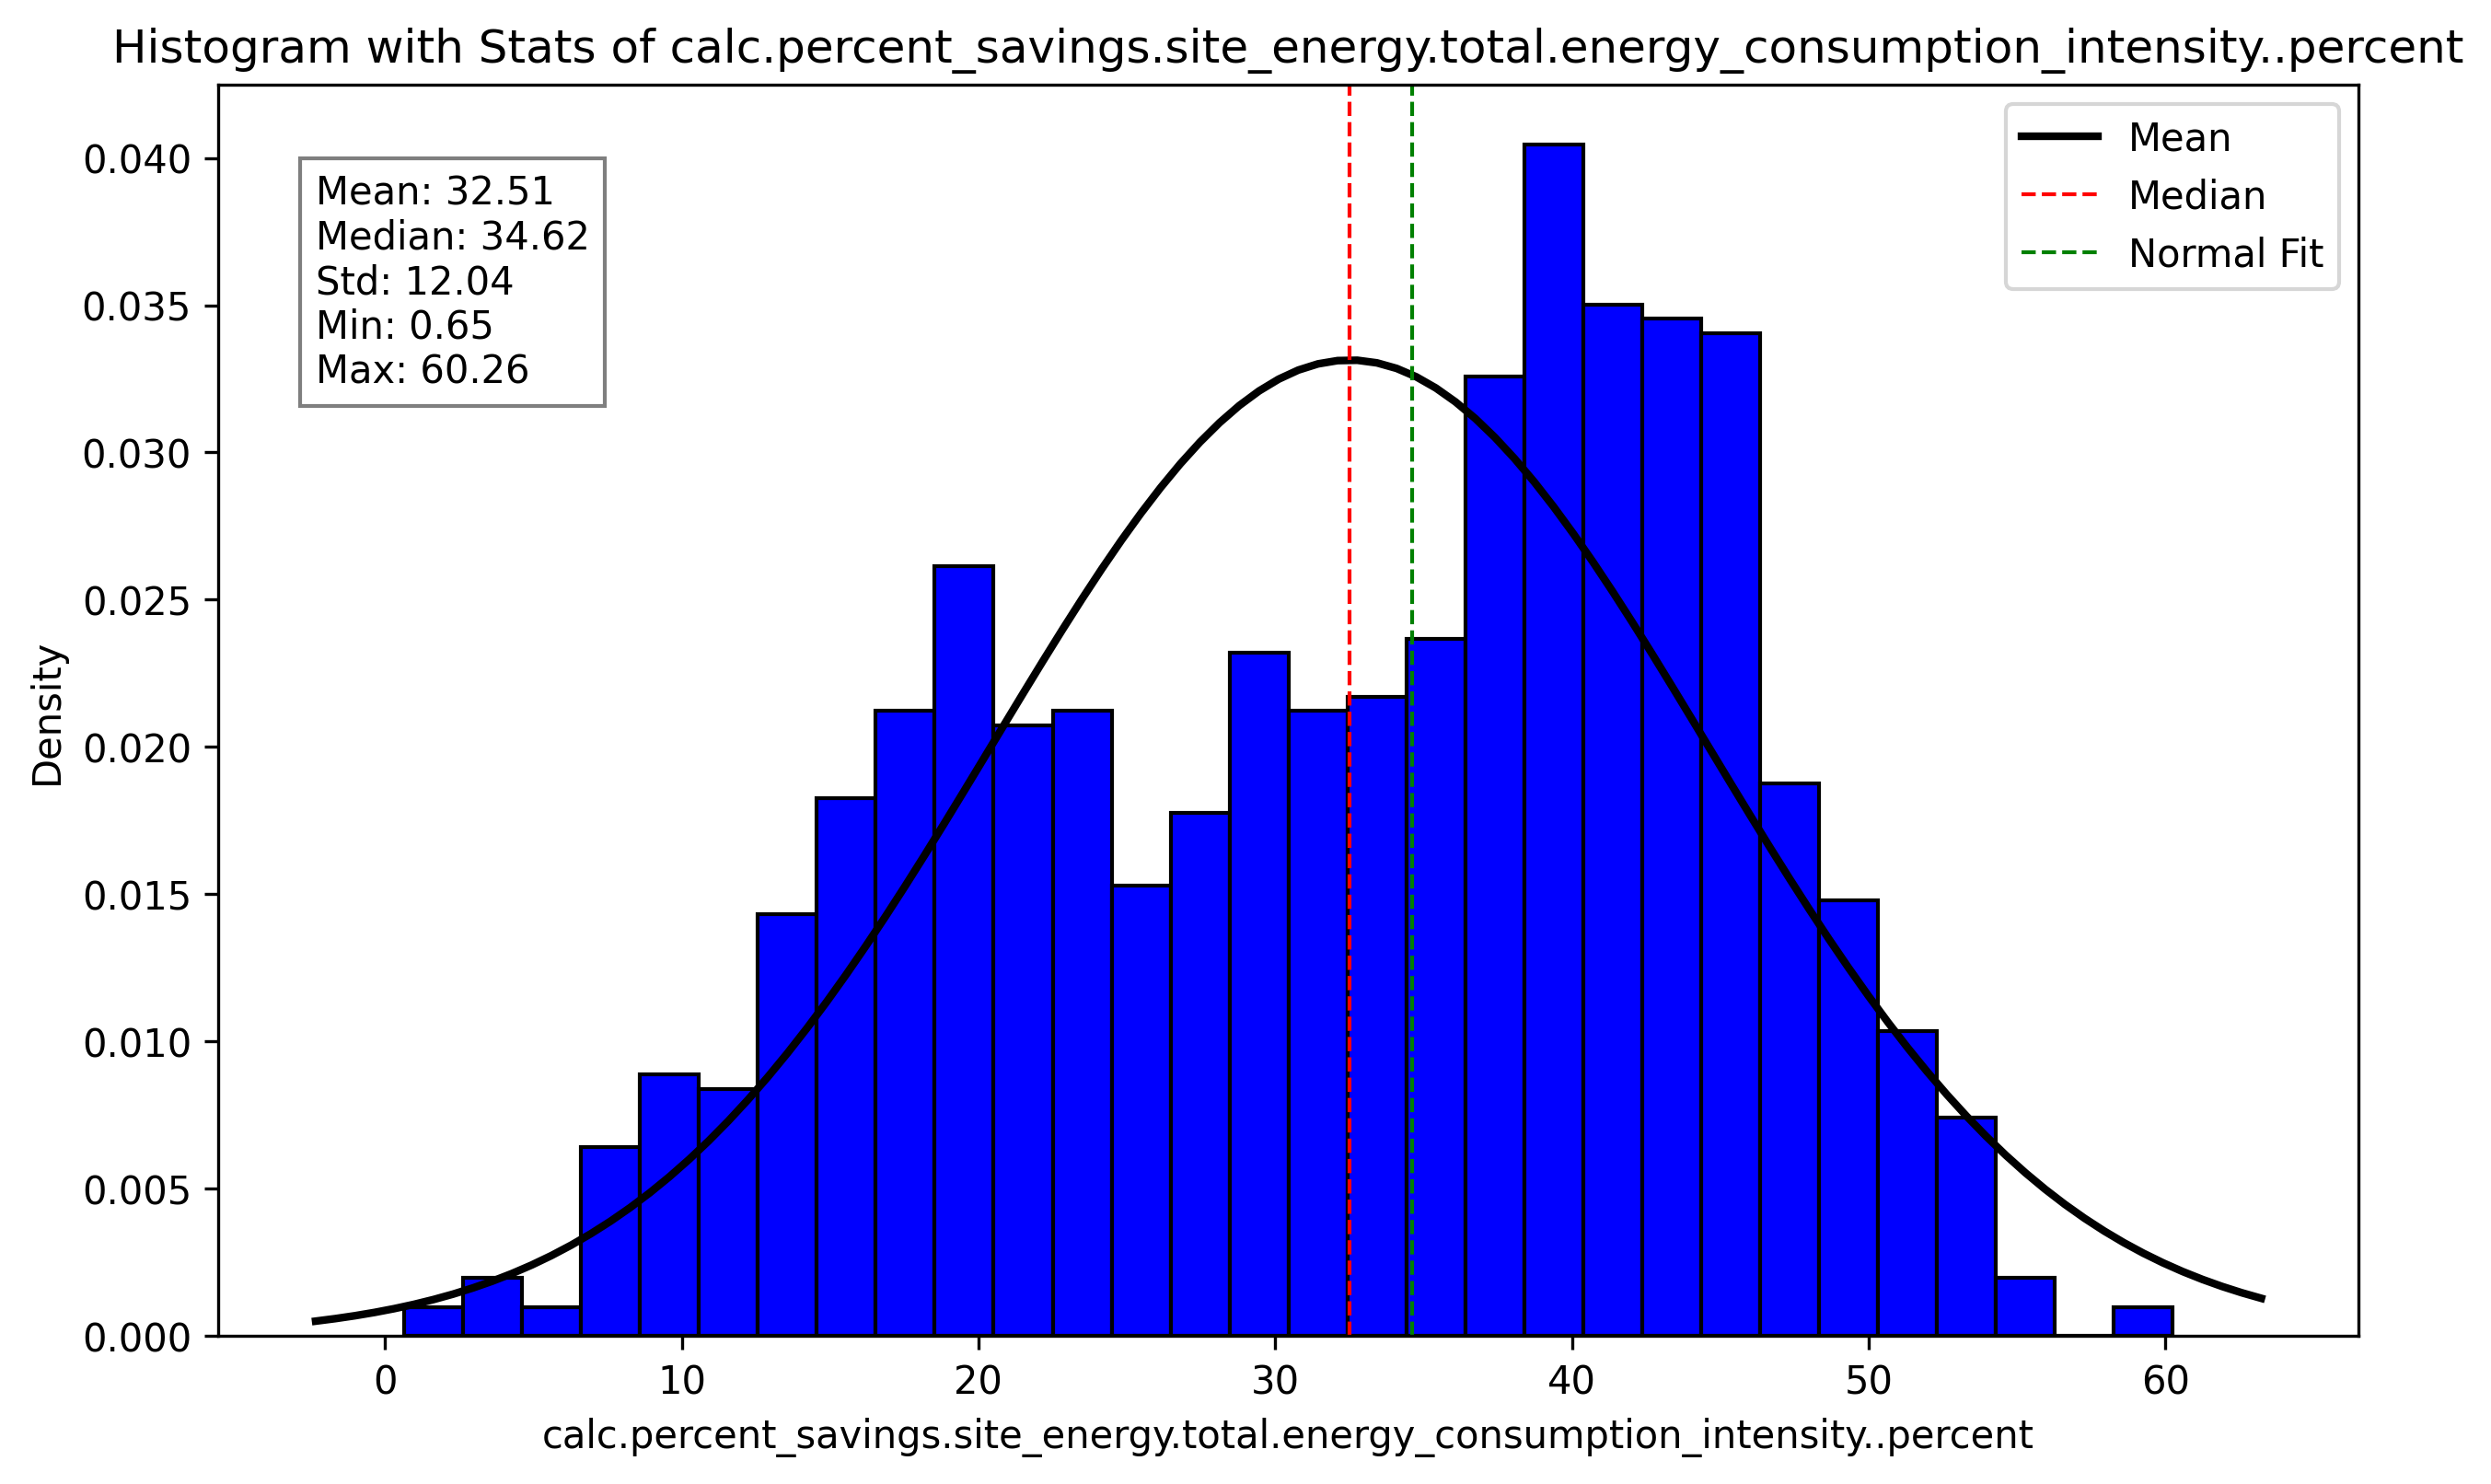 Histogram with Stats of calc.percent_savings.site_energy.total.energy_consumption_intensity..percent
Mean: 32.51
Median: 34.62
Std: 12.04
Min: 0.65
Max: 60.26
Mean
Median
Normal Fit
0.040
0.035
0.030
0.025
0.020
0.015
0.010
0.005
0.000
Density
0 10 20 30 40 50 60
calc.percent_savings.site_energy.total.energy_consumption_intensity..percent